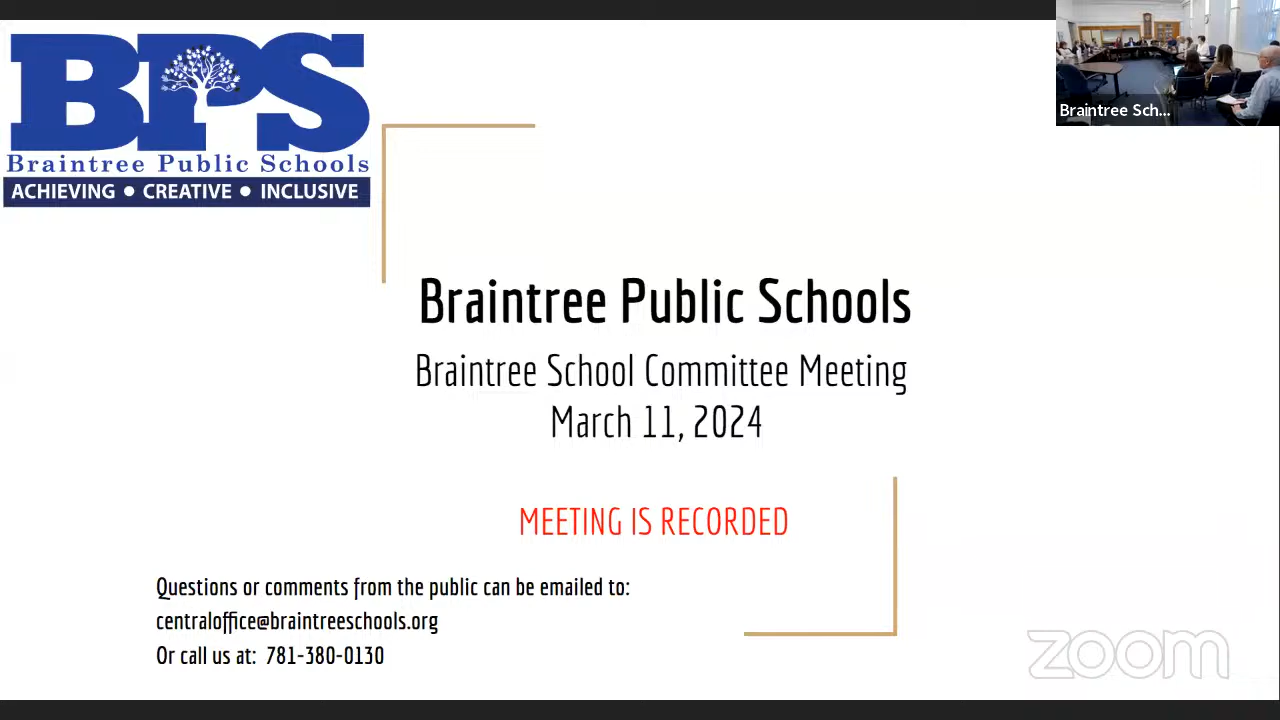 BPS
Braintree Public Schools
ACHIEVING • CREATIVE • INCLUSIVE
Braintree Sch...
Braintree Public Schools
Braintree School Committee Meeting
March 11, 2024
MEETING IS RECORDED
Questions or comments from the public can be emailed to:
centraloffice@braintreeschools.org
Or call us at: 781-380-0130
zoom